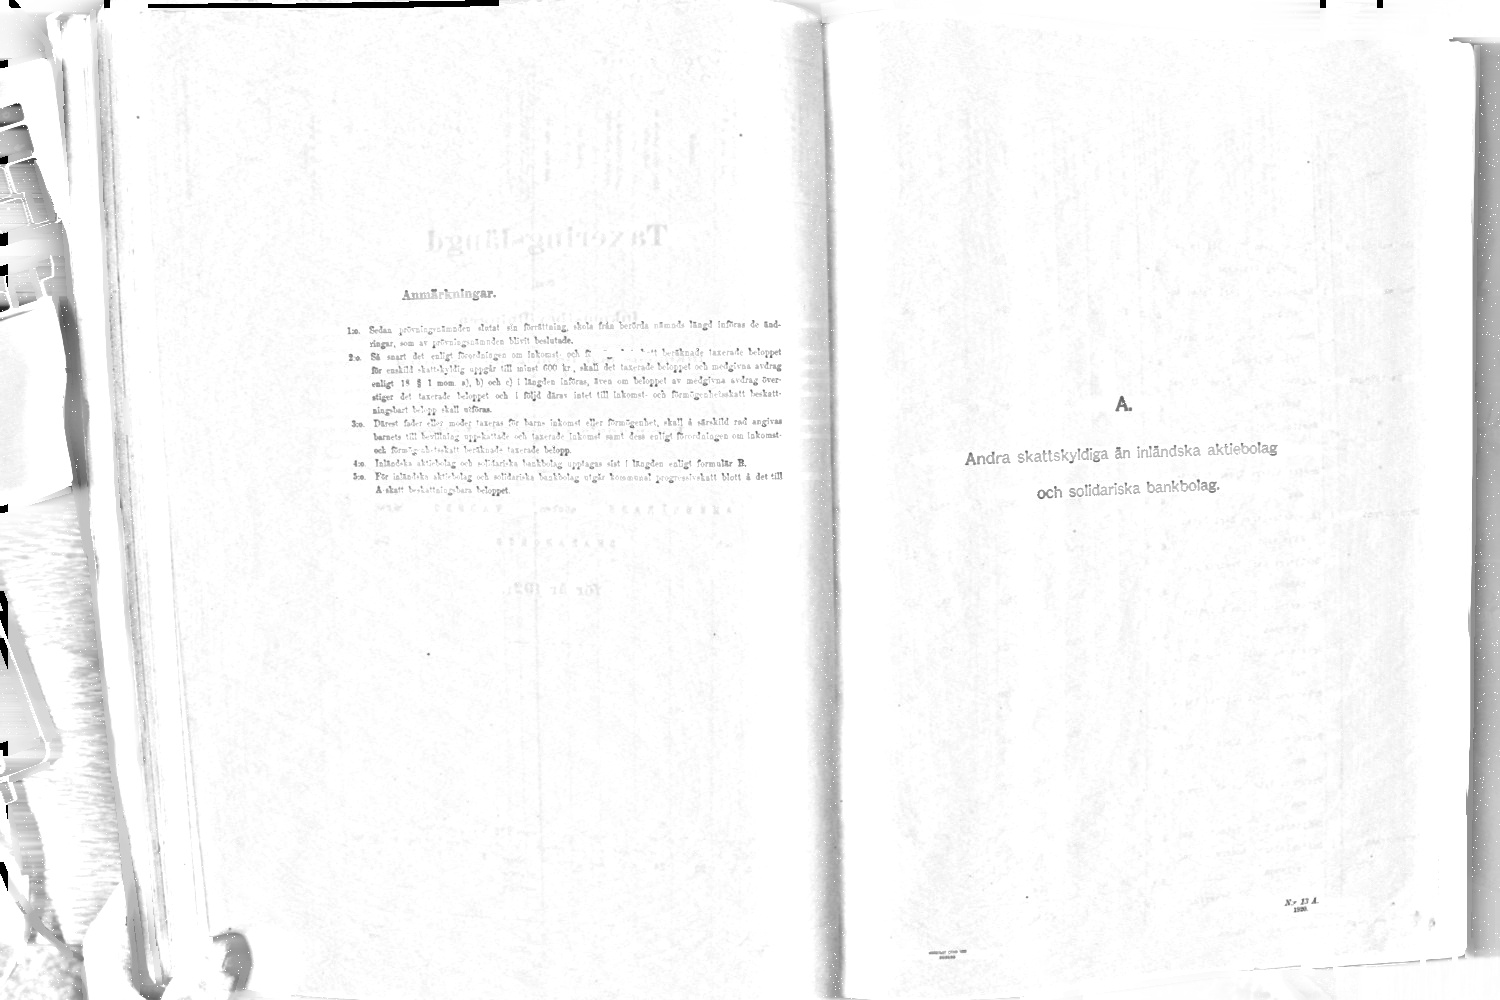 Anmärkningar.
1:o. Sedan prövningsnämnden slutat sin förrättning, skola från berörda nämnds längd införas de änd-
ringar, som av prövningsnämnden blivit beslutade.
2:o. Så snart det enligt förordningen om inkomst- och beräknade taxerade beloppet
för enskild skattskyldig uppgår till minst 600 kr., skall det taxerade beloppet och medgivna avdrag
enligt 18 § 1 mom. a), b) och c) i längden införas, även om beloppet av medgivna avdrag över-
stiger det taxerade beloppet och i följd därav intet till inkomst- och förmögenhetsskatt beskatt-
ningsbart belopp skall utföras.
3:o. Därest fader eller moder taxeras för barns inkomst eller förmögenhet, skall å särskild rad angivas
barnets till bevillning uppskattade och taxerade inkomst samt dess enligt förordningen om inkomst-
och förmögenhetsskatt beräknade taxerade belopp.
4:o. Inländska aktiebolag och solidariska bankbolag upptagas sist i längden enligt formulär B.
5:o. För inländska aktiebolag och solidariska bankbolag utgår kommunal progressivskatt blott å det till
A-skatt beskattningsbara beloppet.
A.
Andra skattskyldiga än inländska aktiebolag
och solidariska bankbolag.
N:r 13 A.
1920.